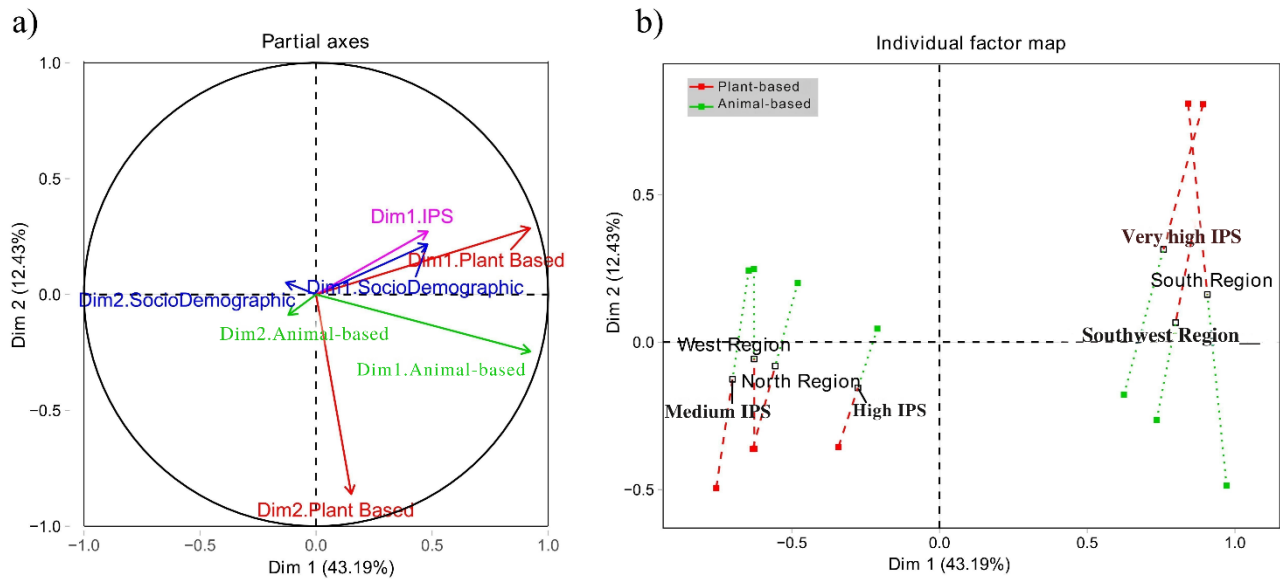 a)
Partial axes
Dim 2 (12.43%)
1.0
0.5
0.0
−0.5
−1.0
Dim1.IPS
Dim1.Plant Based
Dim1.SocioDemographic
Dim2.SocioDemographic
Dim2.Animal-based
Dim1.Animal-based
Dim2.Plant Based
−1.0
−0.5
0.0
0.5
1.0
Dim 1 (43.19%)
b)
Individual factor map
Plant-based
Animal-based
Dim 2 (12.43%)
0.5
0.0
−0.5
Very high IPS
South Region
Southwest Region
West Region
North Region
Medium IPS
High IPS
−0.5
0.0
0.5
1.0
Dim 1 (43.19%)